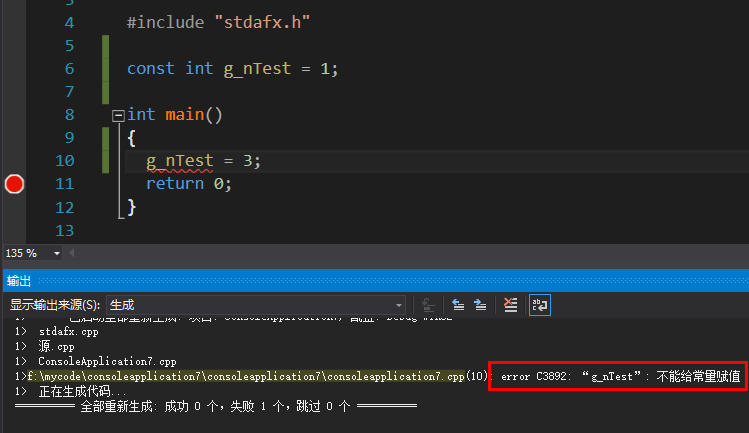 3
4 #include "stdafx.h"
5
6 const int g_nTest = 1;
7
8 int main()
9 {
10 g_nTest = 3;
11 return 0;
12 }
13
135 %
输出
显示输出来源(S): 生成
1> stdafx.cpp
1> 源.cpp
1> ConsoleApplication7.cpp
1>f:\mycode\consoleapplication7\consoleapplication7\consoleapplication7.cpp(10): error C3892: “g_nTest”: 不能给常量赋值
1> 正在生成代码...
========== 全部重新生成: 成功 0 个，失败 1 个，跳过 0 个 ==========